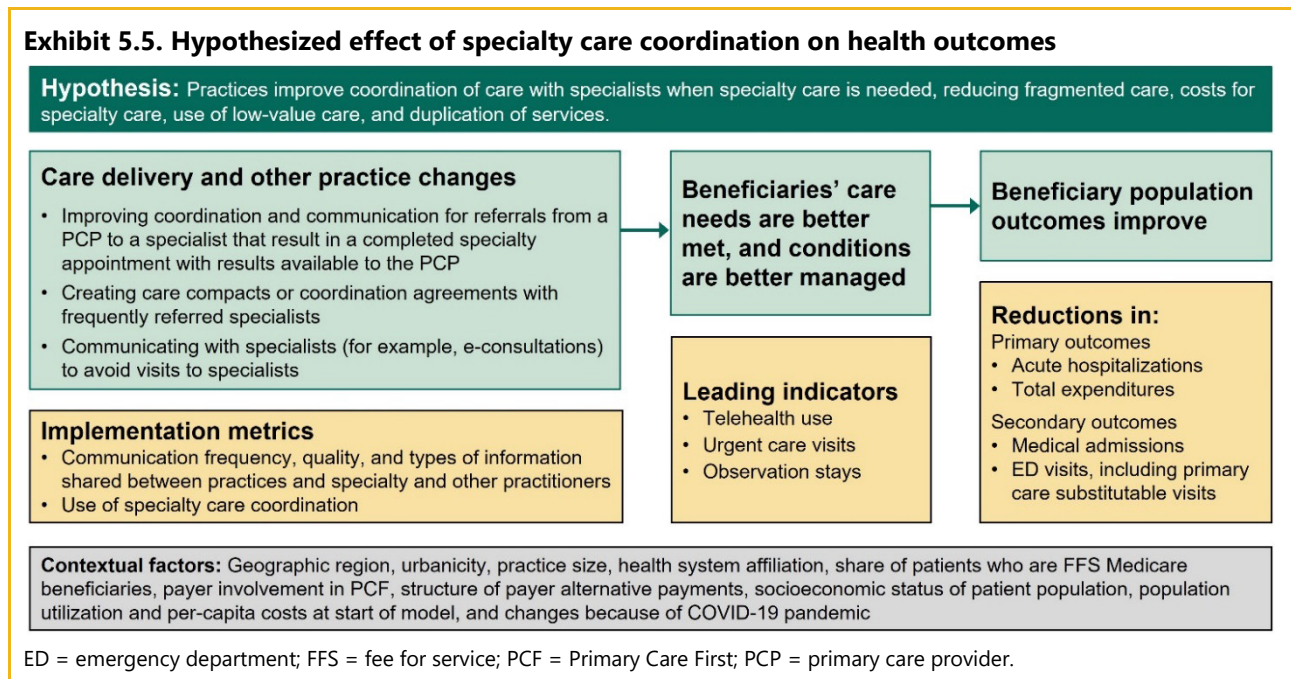 Exhibit 5.5. Hypothesized effect of specialty care coordination on health outcomes
Hypothesis: Practices improve coordination of care with specialists when specialty care is needed, reducing fragmented care, costs for
specialty care, use of low-value care, and duplication of services.
Care delivery and other practice changes
• Improving coordination and communication for referrals from a
PCP to a specialist that result in a completed specialty
appointment with results available to the PCP
• Creating care compacts or coordination agreements with
frequently referred specialists
• Communicating with specialists (for example, e-consultations)
to avoid visits to specialists
Implementation metrics
• Communication frequency, quality, and types of information
shared between practices and specialty and other practitioners
• Use of specialty care coordination
Beneficiaries’ care
needs are better
met, and conditions
are better managed
Leading indicators
• Telehealth use
• Urgent care visits
• Observation stays
Beneficiary population
outcomes improve
Reductions in:
Primary outcomes
• Acute hospitalizations
• Total expenditures
Secondary outcomes
• Medical admissions
• ED visits, including primary
care substitutable visits
Contextual factors: Geographic region, urbanicity, practice size, health system affiliation, share of patients who are FFS Medicare
beneficiaries, payer involvement in PCF, structure of payer alternative payments, socioeconomic status of patient population, population
utilization and per-capita costs at start of model, and changes because of COVID-19 pandemic
ED = emergency department; FFS = fee for service; PCF = Primary Care First; PCP = primary care provider.